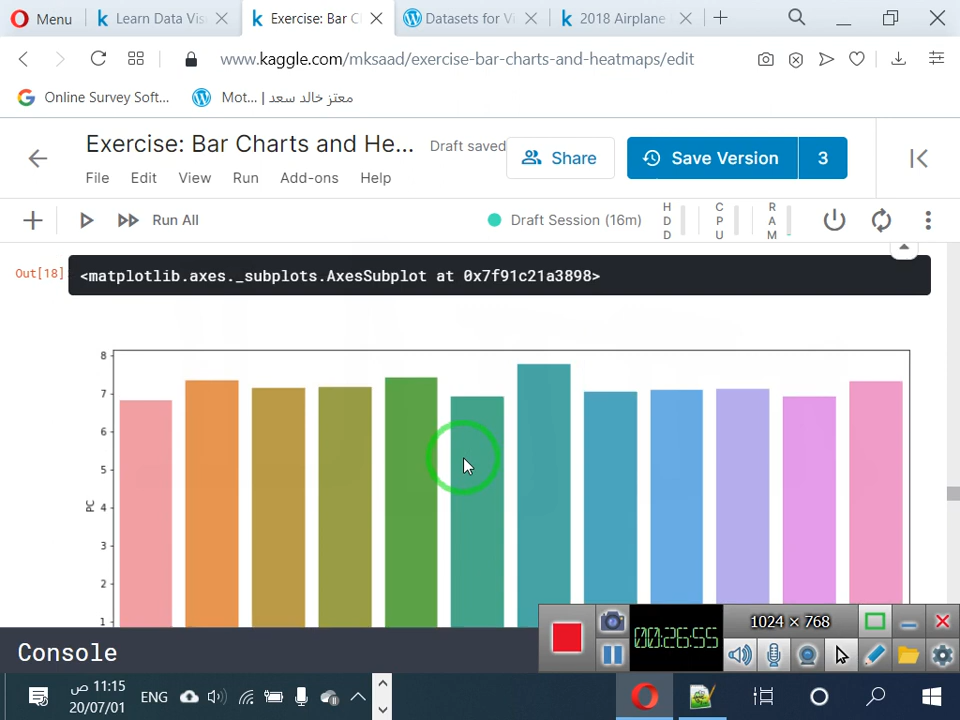 Menu
Learn Data Vis
Exercise: Bar C
Datasets for Vi
2018 Airplane
www.kaggle.com/mksaad/exercise-bar-charts-and-heatmaps/edit
Online Survey Soft...
Mot... | معتز خالد سعد
Exercise: Bar Charts and He...
Draft saved
Share
Save Version
3
File
Edit
View
Run
Add-ons
Help
Run All
Draft Session (16m)
HDD
CPU
RAM
Out[18]
<matplotlib.axes._subplots.AxesSubplot at 0x7f91c21a3898>
8
7
6
5
4
3
2
1
PC
Console
00:26:55
1024 × 768
11:15 ص
20/07/01
ENG